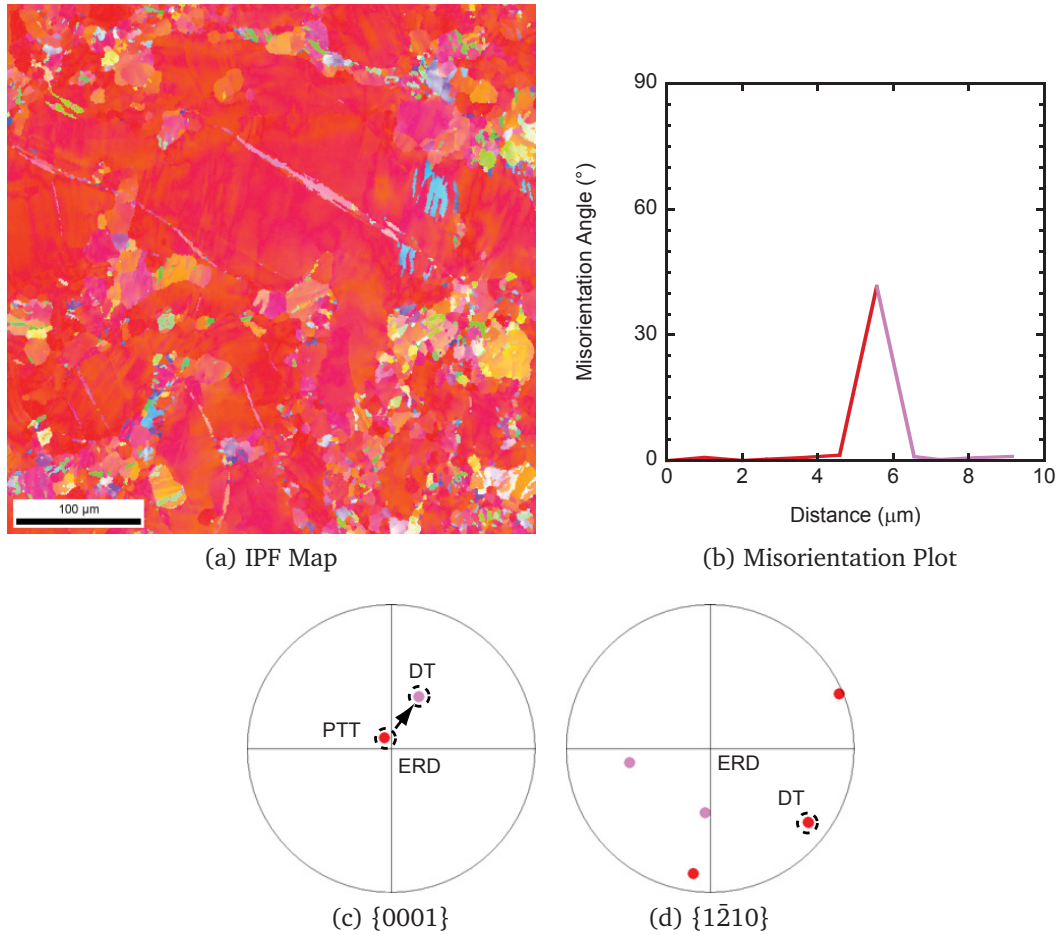 100 μm
(a) IPF Map
90
60
30
0
0 2 4 6 8 10
Misorientation Angle (°)
Distance (μm)
(b) Misorientation Plot
DT
PTT
ERD
(c) {0001}
ERD
DT
(d) {12̄10}